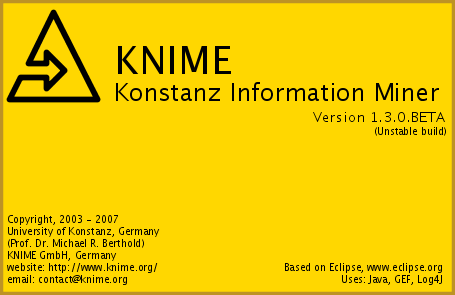 KNIME
Konstanz Information Miner
Version 1.3.0.BETA
(Unstable build)
Copyright, 2003 - 2007
University of Konstanz, Germany
(Prof. Dr. Michael R. Berthold)
KNIME GmbH, Germany
website: http://www.knime.org/
email: contact@knime.org
Based on Eclipse, www.eclipse.org
Uses: Java, GEF, Log4J